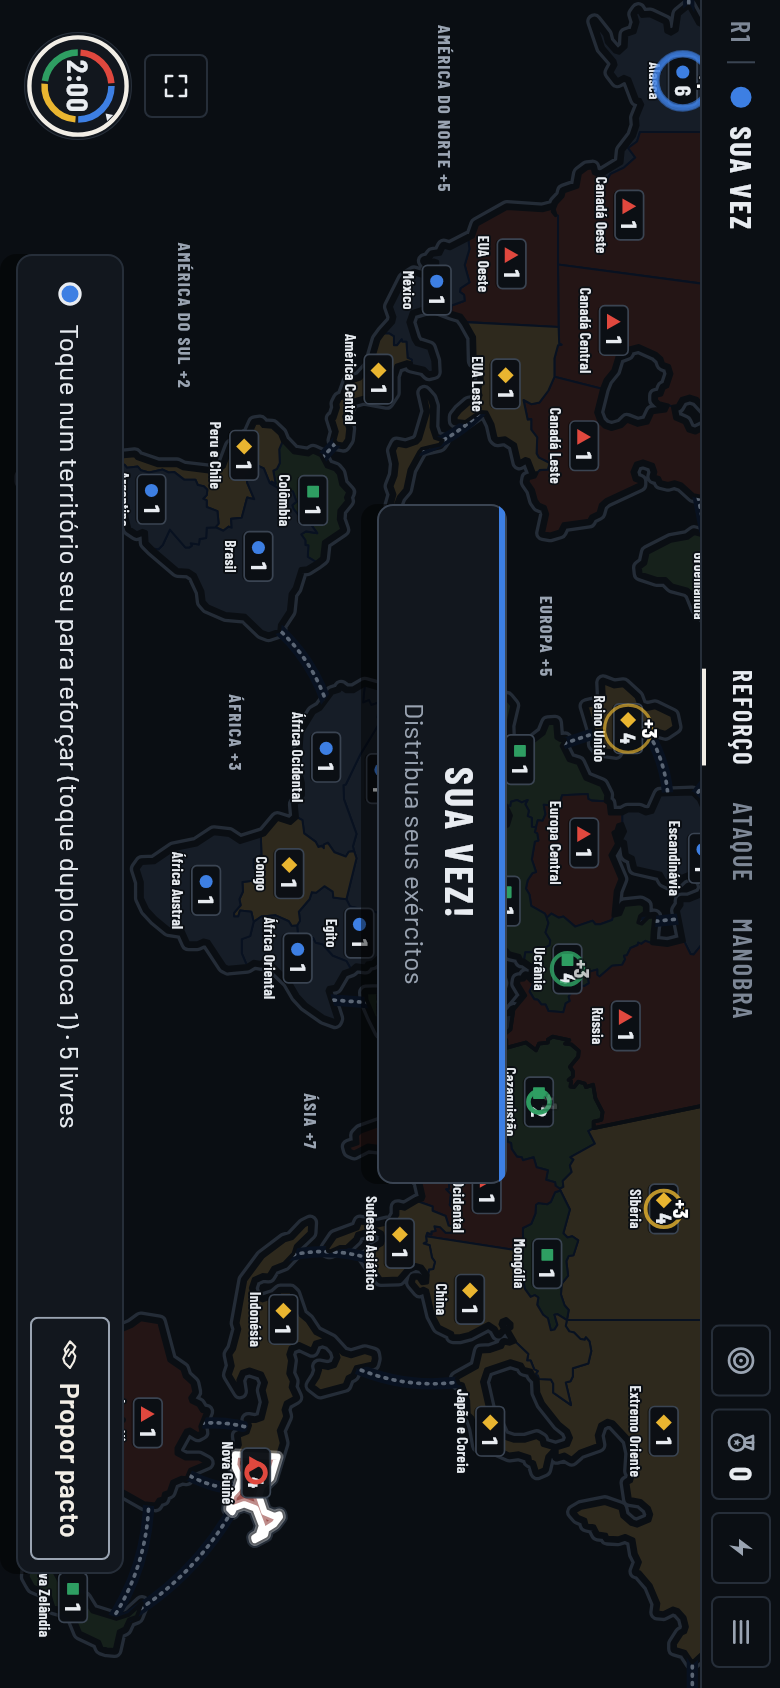 R1
SUA VEZ
REFORÇO
ATAQUE
MANOBRA
0
Alasca
6
Canadá Oeste
1
Canadá Central
1
Canadá Leste
1
EUA Oeste
1
EUA Leste
1
México
1
América Central
1
AMÉRICA DO NORTE +5
AMÉRICA DO SUL +2
Peru e Chile
1
Colômbia
1
Brasil
1
1
EUROPA +5
Reino Unido
4
+3
Escandinávia
Europa Central
1
1
1
Ucrânia
4
+3
Rússia
1
ÁFRICA +3
África Ocidental
1
Congo
1
Egito
1
África Oriental
1
África Austral
1
ÁSIA +7
Cazaquistão
2
Sibéria
4
+3
Mongólia
1
China
1
Sudeste Asiático
1
Japão e Coreia
1
Extremo Oriente
1
1
Indonésia
1
Nova Guiné
1
1
SUA VEZ!
Distribua seus exércitos
2:00
Toque num território seu para reforçar (toque duplo coloca 1) · 5 livres
Propor pacto